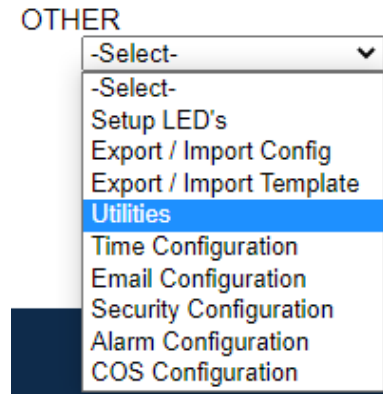 OTHER
-Select-
-Select-
Setup LED's
Export / Import Config
Export / Import Template
Utilities
Time Configuration
Email Configuration
Security Configuration
Alarm Configuration
COS Configuration